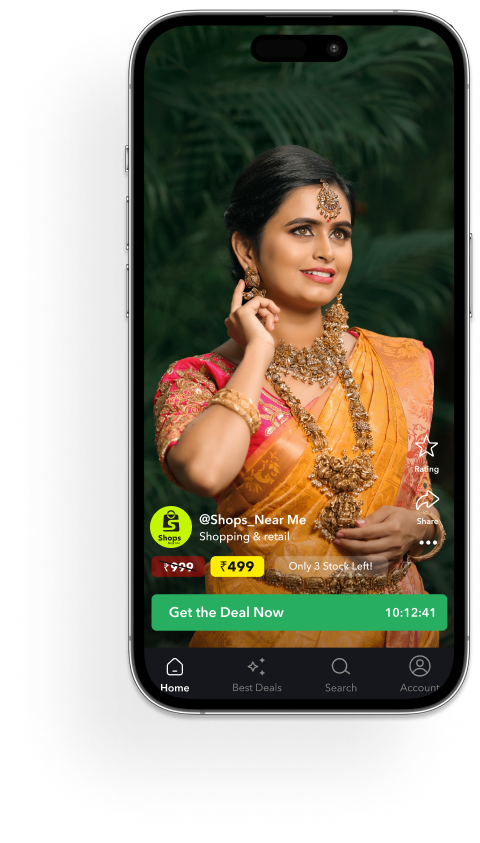 Rating
Share
@Shops_Near Me
Shopping & retail
Shops
₹999
₹499
Only 3 Stock Left!
Get the Deal Now
10:12:41
Home
Best Deals
Search
Account